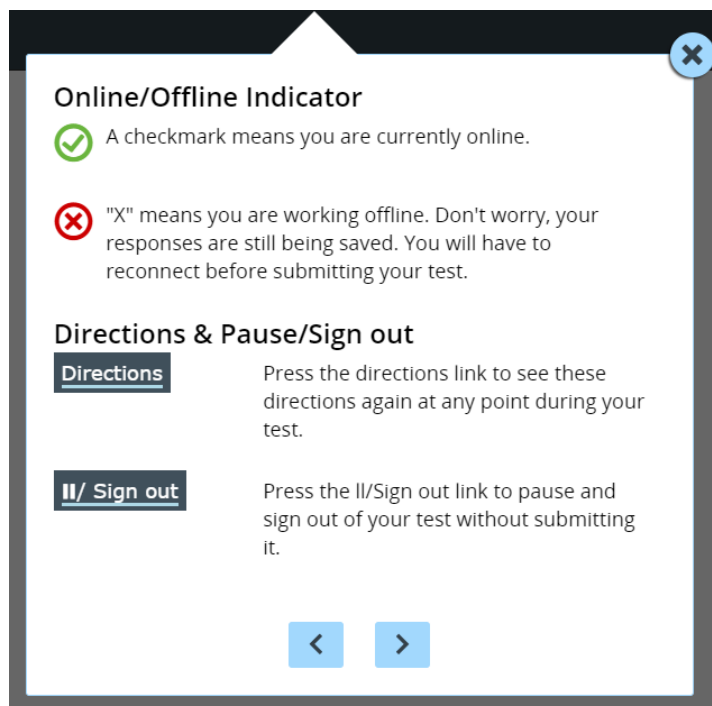 Online/Offline Indicator
A checkmark means you are currently online.
"X" means you are working offline. Don't worry, your
responses are still being saved. You will have to
reconnect before submitting your test.
Directions & Pause/Sign out
Directions
Press the directions link to see these
directions again at any point during your
test.
II/ Sign out
Press the ll/Sign out link to pause and
sign out of your test without submitting
it.